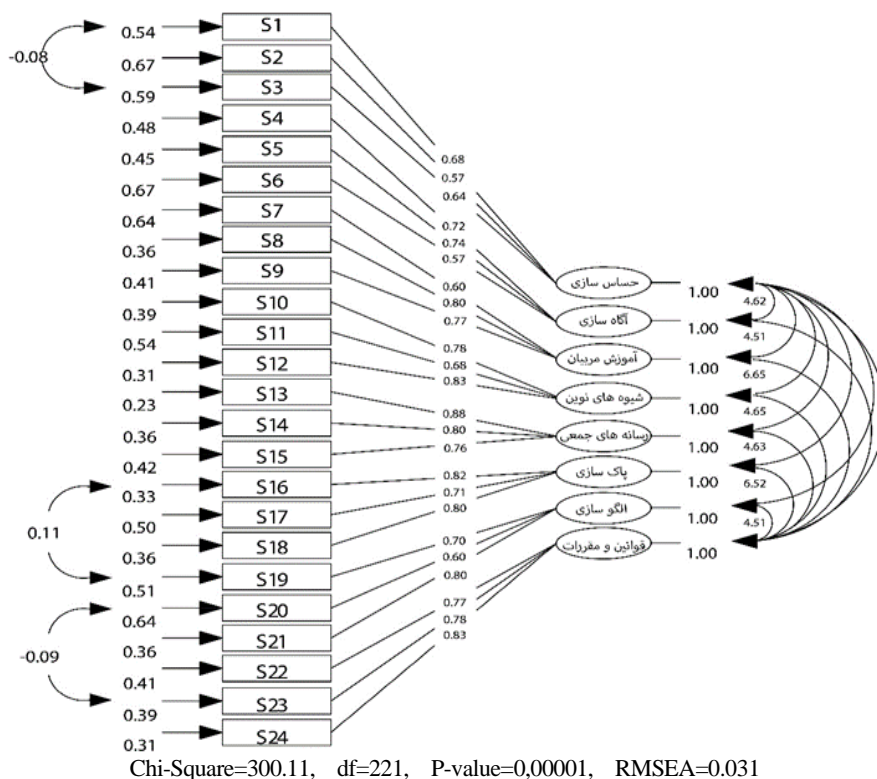 0.54 S1
-0.08
0.67 S2
0.59 S3
0.48 S4
0.45 S5
0.67 S6
0.64 S7
0.36 S8
0.41 S9
0.39 S10
0.54 S11
0.31 S12
0.23 S13
0.36 S14
0.42 S15
0.33 S16
0.50 S17
0.11
0.36 S18
0.51 S19
0.64 S20
0.36 S21
-0.09
0.41 S22
0.39 S23
0.31 S24
0.68
0.57
0.64
0.72
0.74
0.57
0.60
0.80
0.77
0.78
0.68
0.83
0.88
0.80
0.76
0.82
0.71
0.80
0.70
0.60
0.80
0.77
0.78
0.83
حساس سازی 1.00
4.62
آگاه سازی 1.00
4.51
آموزش مربیان 1.00
6.65
شیوه های نوین 1.00
4.65
رسانه های جمعی 1.00
4.63
پاک سازی 1.00
6.52
الگو سازی 1.00
4.51
قوانین و مقررات 1.00
Chi-Square=300.11, df=221, P-value=0,00001, RMSEA=0.031